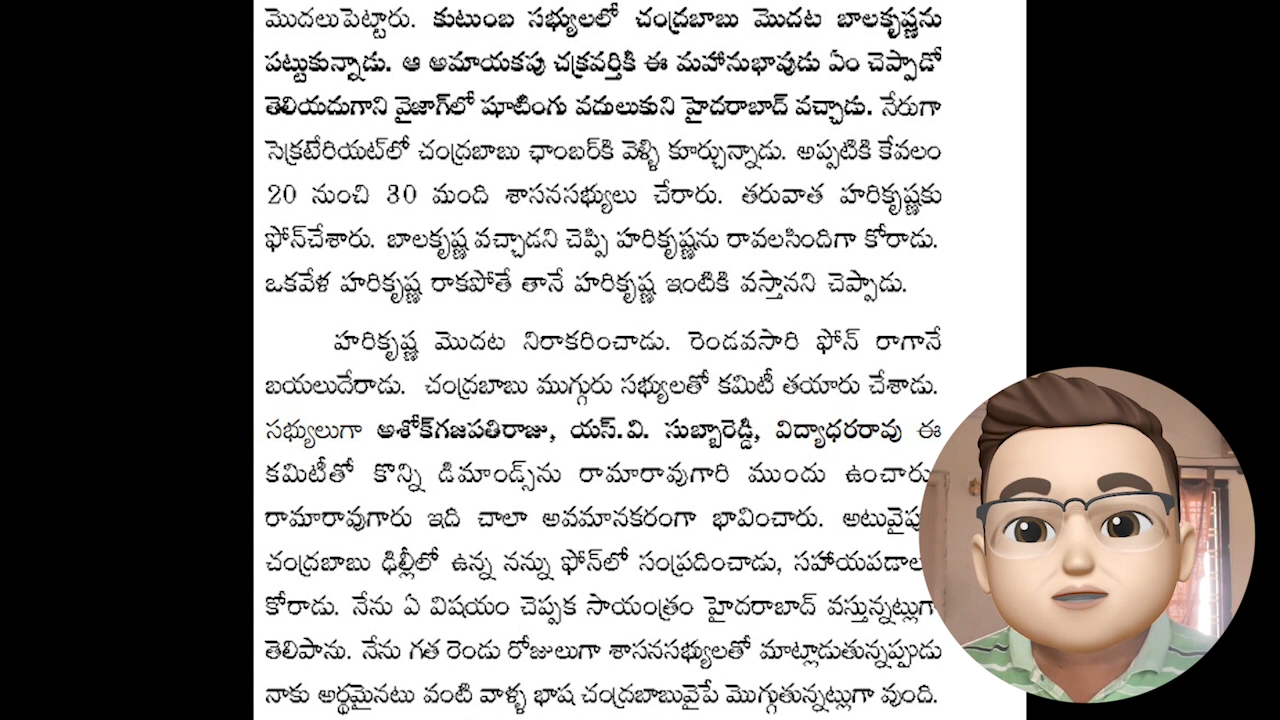 మొదలుపెట్టారు. కుటుంబ సభ్యులలో చంద్రబాబు మొదట బాలకృష్ణను
పట్టుకున్నాడు. ఆ అమాయకపు చక్రవర్తికి ఈ మహానుభావుడు ఏం చెప్పాడో
తెలియదుగాని వైజాగ్‌లో షూటింగు వదులుకుని హైదరాబాద్ వచ్చాడు. నేరుగా
సెక్రటేరియట్‌లో చంద్రబాబు ఛాంబర్‌కి వెళ్ళి కూర్చున్నాడు. అప్పటికి కేవలం
20 నుంచి 30 మంది శాసనసభ్యులు చేరారు. తరువాత హరికృష్ణకు
ఫోన్‌చేశారు. బాలకృష్ణ వచ్చాడని చెప్పి హరికృష్ణను రావలసిందిగా కోరాడు.
ఒకవేళ హరికృష్ణ రాకపోతే తానే హరికృష్ణ ఇంటికి వస్తానని చెప్పాడు.
హరికృష్ణ మొదట నిరాకరించాడు. రెండవసారి ఫోన్ రాగానే
బయలుదేరాడు. చంద్రబాబు ముగ్గురు సభ్యులతో కమిటీ తయారు చేశాడు.
సభ్యులుగా అశోక్‌గజపతిరాజు, యస్.వి. సుబ్బారెడ్డి, విద్యాధరరావు ఈ
కమిటీతో కొన్ని డిమాండ్స్‌ను రామారావుగారి ముందు ఉంచారు
రామారావుగారు ఇది చాలా అవమానకరంగా భావించారు. అటువైపు
చంద్రబాబు ఢిల్లీలో ఉన్న నన్ను ఫోన్‌లో సంప్రదించాడు,
కోరాడు. నేను ఏ విషయం చెప్పక సాయంత్రం హైదరాబాద్ వస్తున్నట్లుగా
తెలిపాను. నేను గత రెండు రోజులుగా శాసనసభ్యులతో మాట్లాడుతున్నప్పుడు
నాకు అర్థమైనటు వంటి వాళ్ళ భాష చంద్రబాబువైపే మొగ్గుతున్నట్లుగా వుంది.